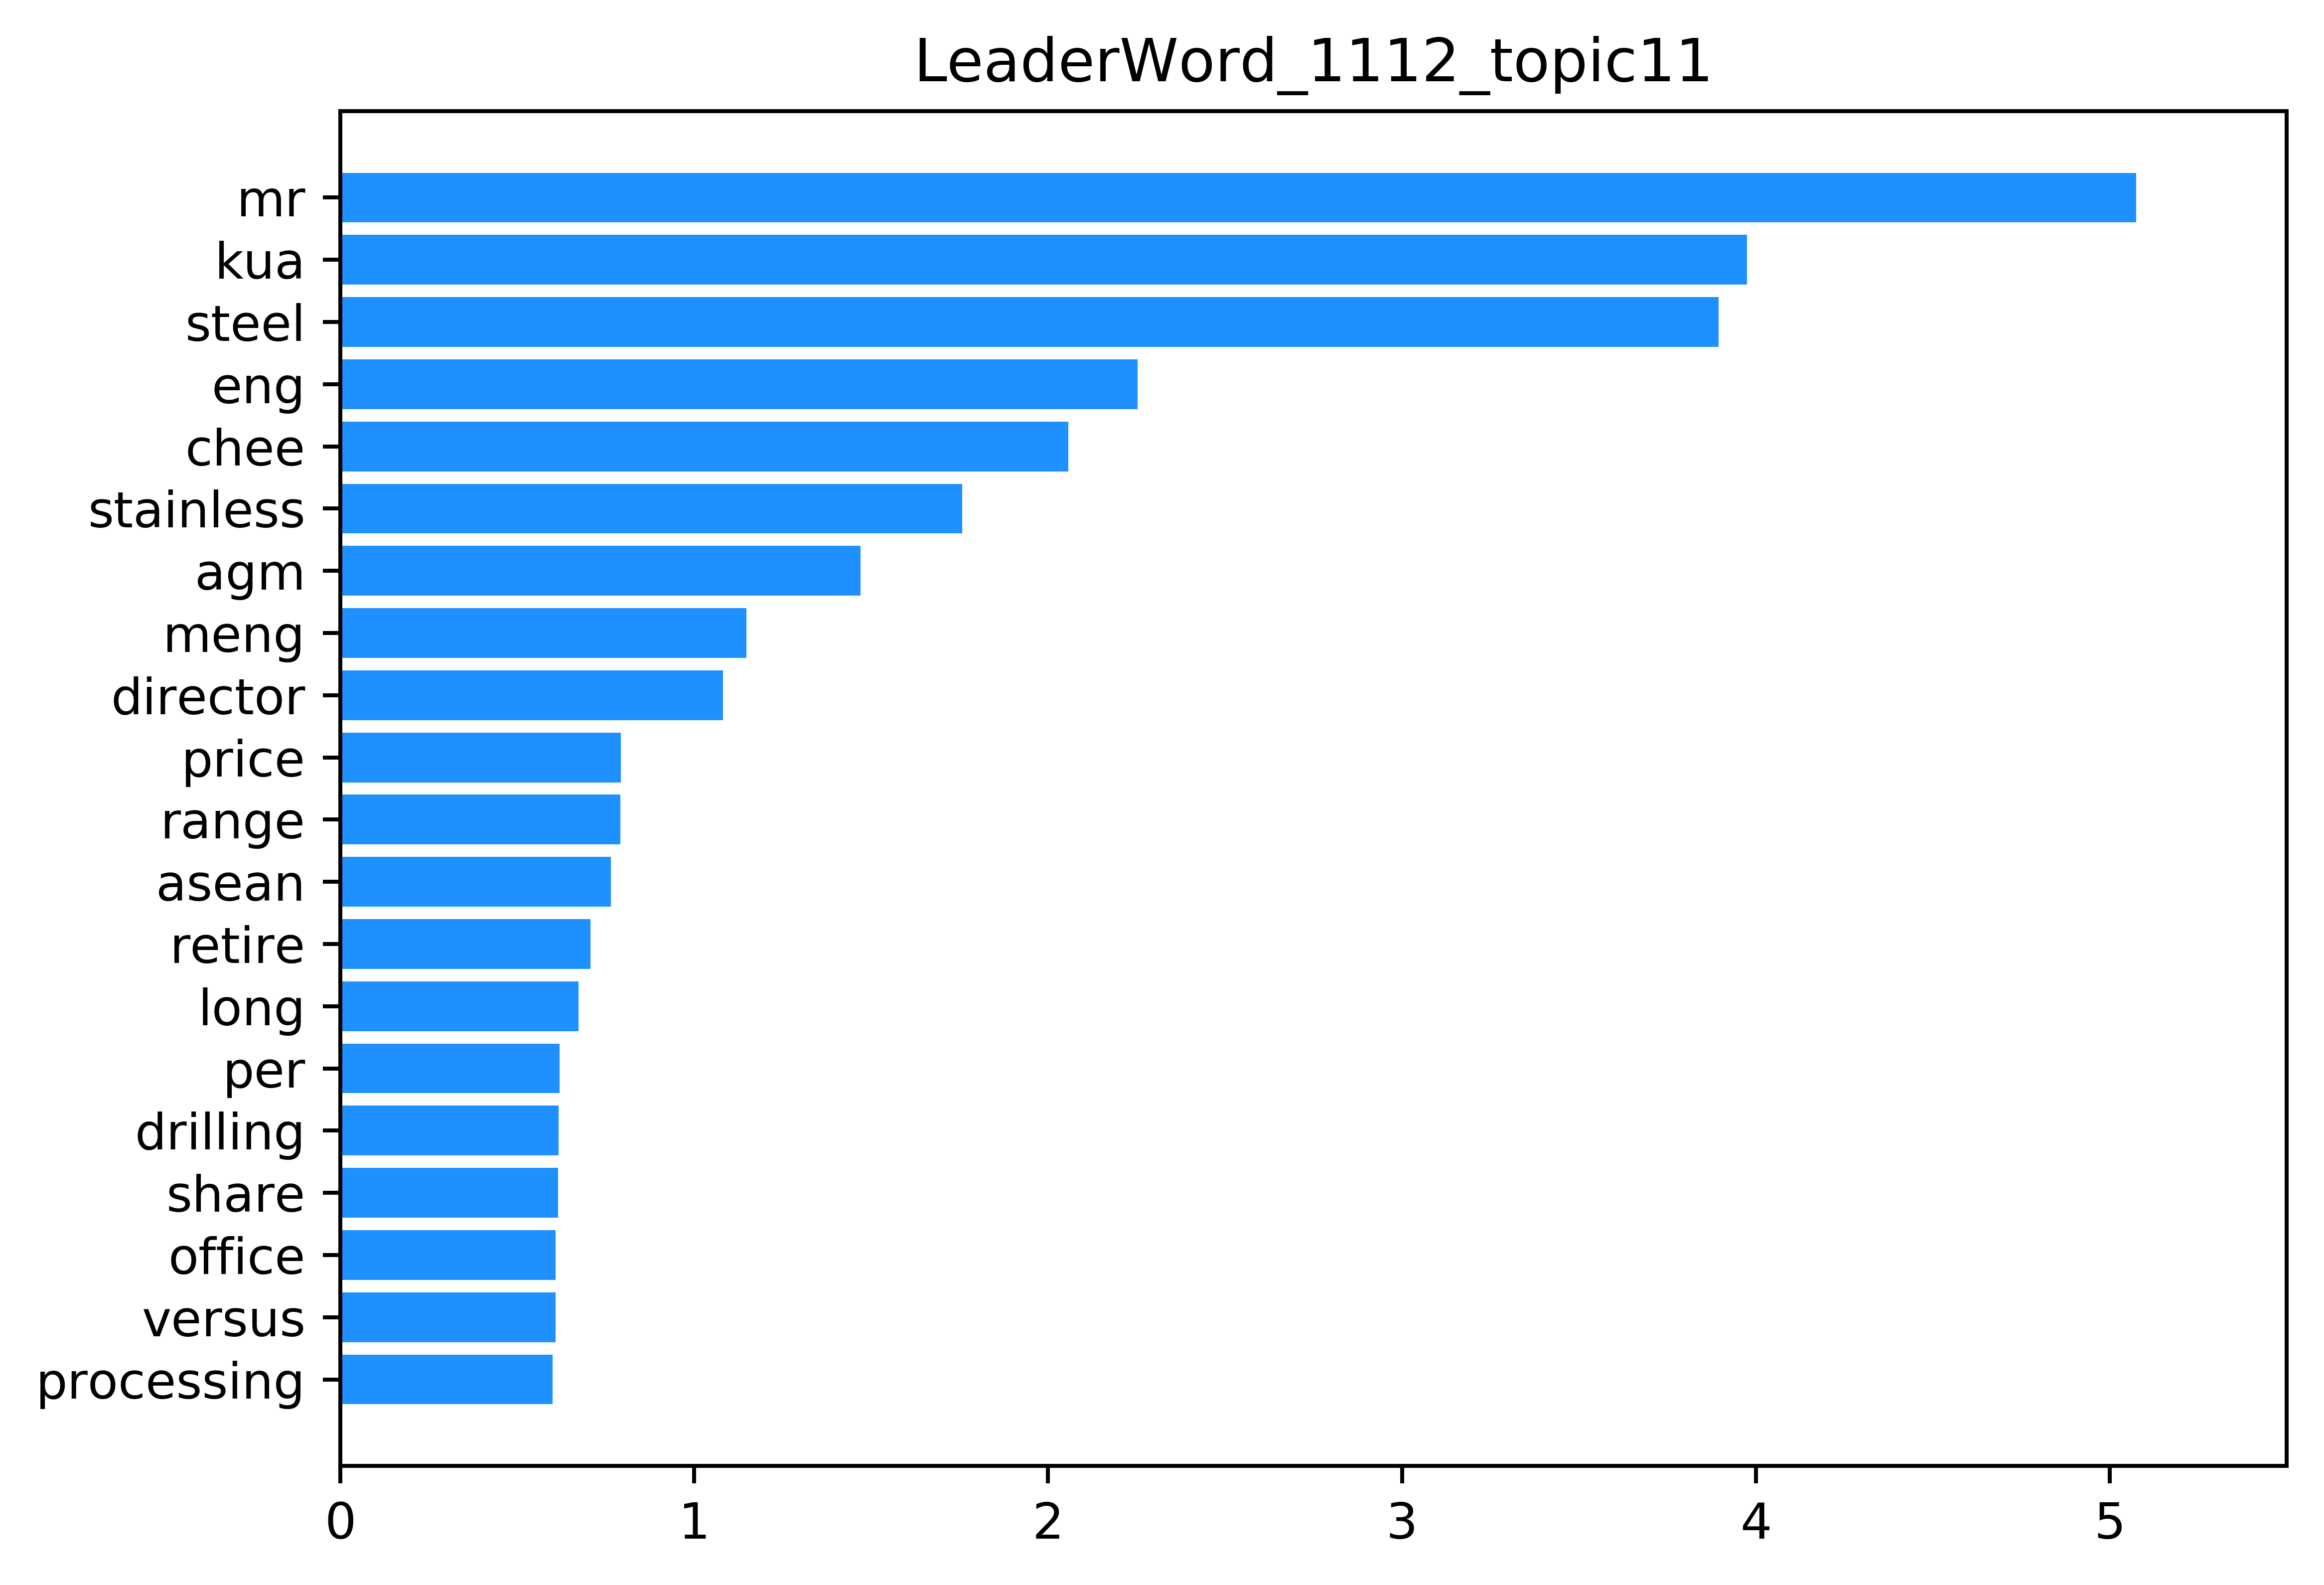 LeaderWord_1112_topic11
mr
kua
steel
eng
chee
stainless
agm
meng
director
price
range
asean
retire
long
per
drilling
share
office
versus
processing
0 1 2 3 4 5